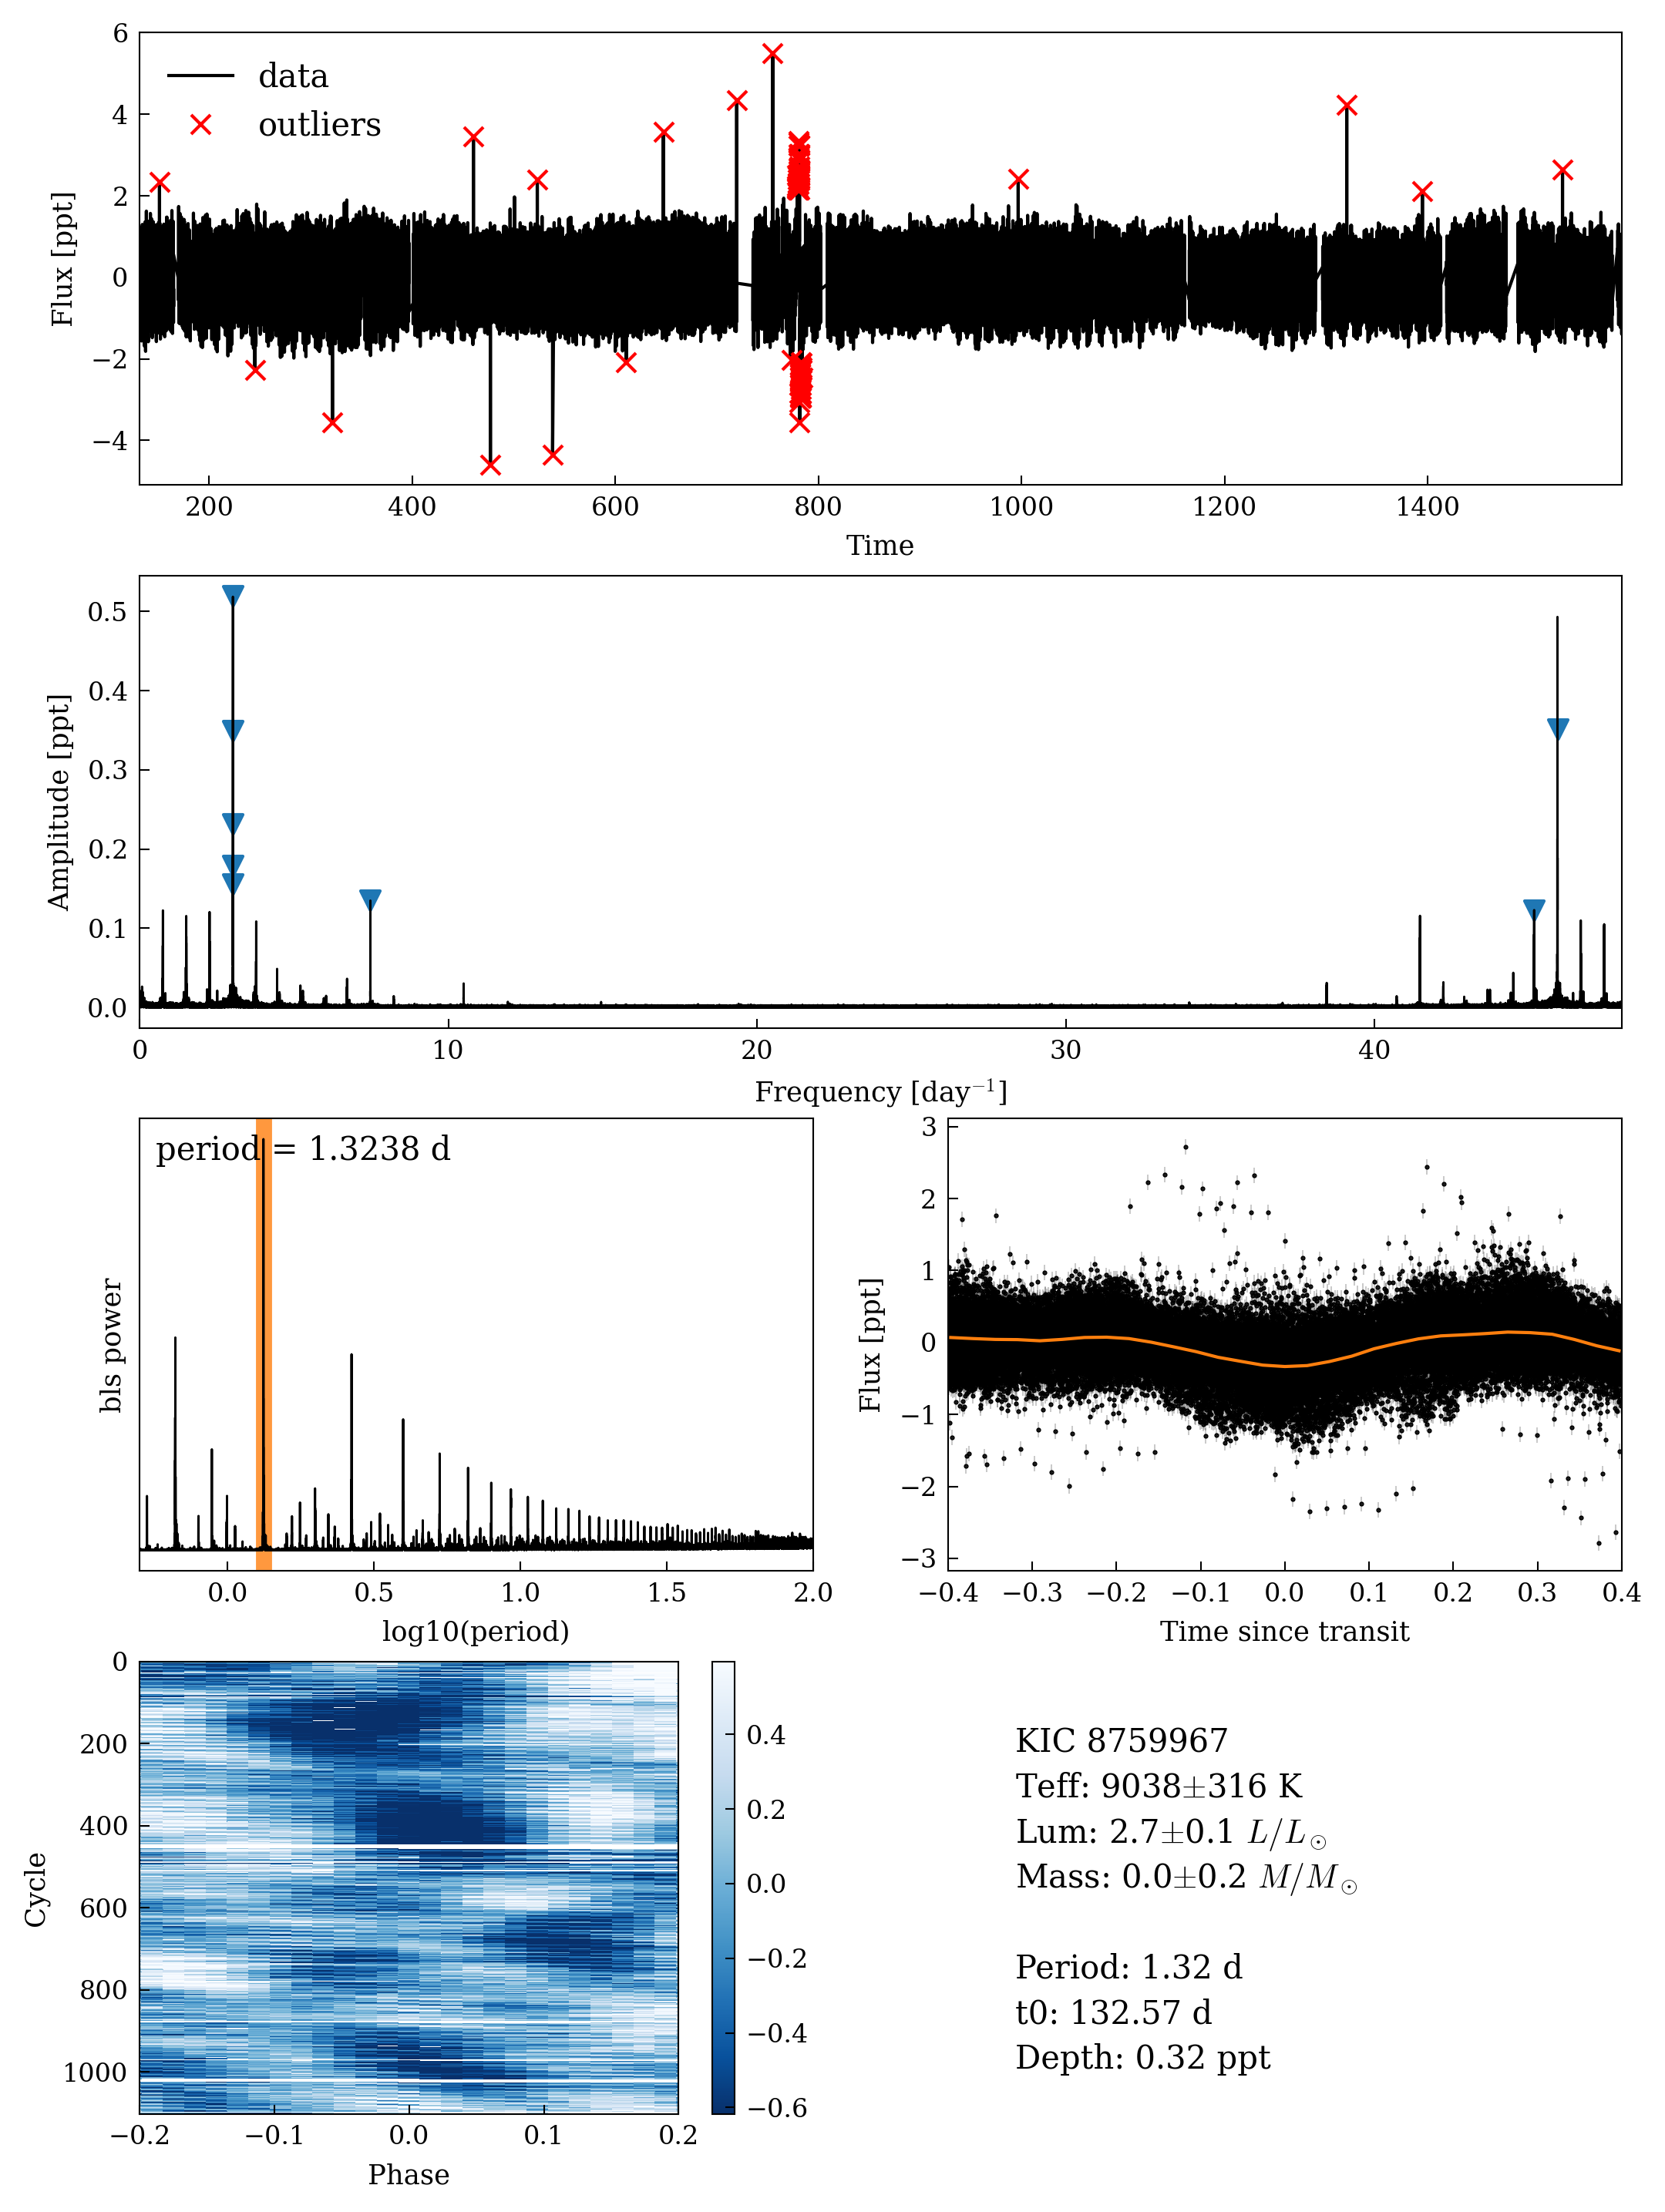 6
4
2
0
−2
−4
Flux [ppt]
data
outliers
200 400 600 800 1000 1200 1400
Time
0.5
0.4
0.3
0.2
0.1
0.0
Amplitude [ppt]
0 10 20 30 40
Frequency [day⁻¹]
period = 1.3238 d
bls power
0.0 0.5 1.0 1.5 2.0
log10(period)
3
2
1
0
−1
−2
−3
Flux [ppt]
−0.4 −0.3 −0.2 −0.1 0.0 0.1 0.2 0.3 0.4
Time since transit
0
200
400
600
800
1000
Cycle
−0.2 −0.1 0.0 0.1 0.2
Phase
0.4
0.2
0.0
−0.2
−0.4
−0.6
KIC 8759967
Teff: 9038±316 K
Lum: 2.7±0.1 L/L⊙
Mass: 0.0±0.2 M/M⊙
Period: 1.32 d
t0: 132.57 d
Depth: 0.32 ppt